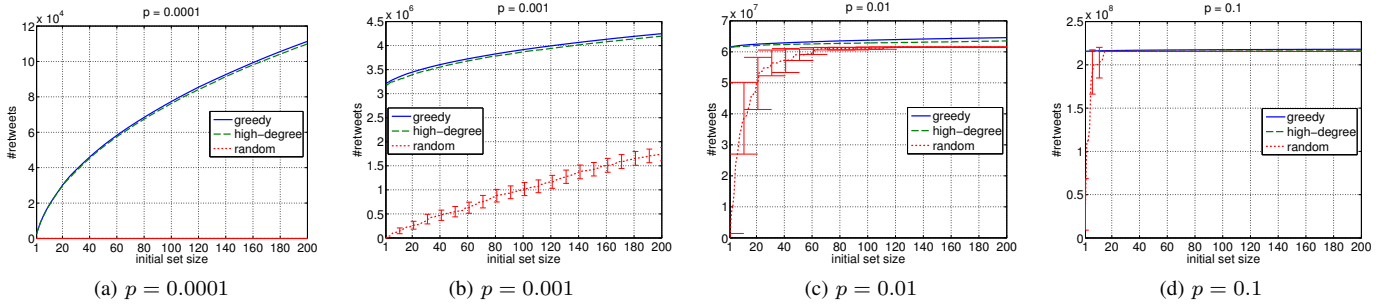 p = 0.0001
x 10^4
12
10
8
6
4
2
0
#retweets
greedy
high−degree
random
1 20 40 60 80 100 120 140 160 180 200
initial set size
(a) p = 0.0001
p = 0.001
x 10^6
4.5
4
3.5
3
2.5
2
1.5
1
0.5
0
#retweets
greedy
high−degree
random
1 20 40 60 80 100 120 140 160 180 200
initial set size
(b) p = 0.001
p = 0.01
x 10^7
7
6
5
4
3
2
1
0
#retweets
greedy
high−degree
random
1 20 40 60 80 100 120 140 160 180 200
initial set size
(c) p = 0.01
p = 0.1
x 10^8
2.5
2
1.5
1
0.5
0
#retweets
greedy
high−degree
random
1 20 40 60 80 100 120 140 160 180 200
initial set size
(d) p = 0.1